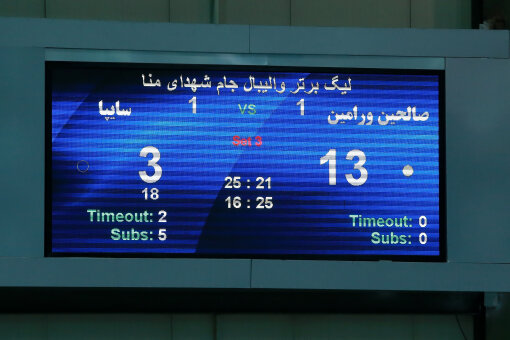 لیگ برتر والیبال جام شهدای منا
سایپا 1 VS 1 صالحین ورامین
Set 3
3 13
18
25 : 21
16 : 25
Timeout: 2 Timeout: 0
Subs: 5 Subs: 0